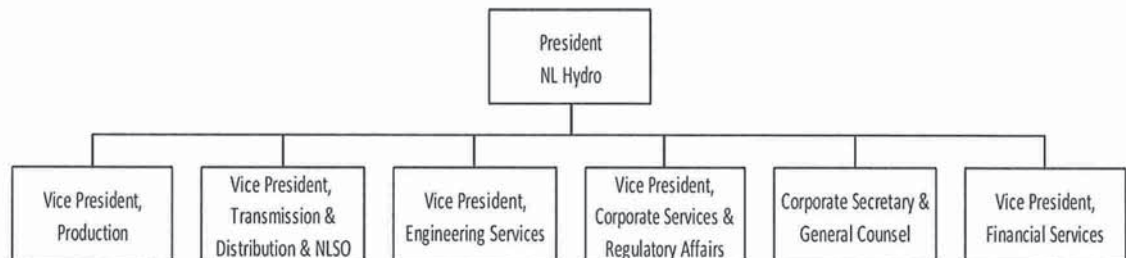 President
NL Hydro
Vice President,
Production
Vice President,
Transmission &
Distribution & NLSO
Vice President,
Engineering Services
Vice President,
Corporate Services &
Regulatory Affairs
Corporate Secretary &
General Counsel
Vice President,
Financial Services